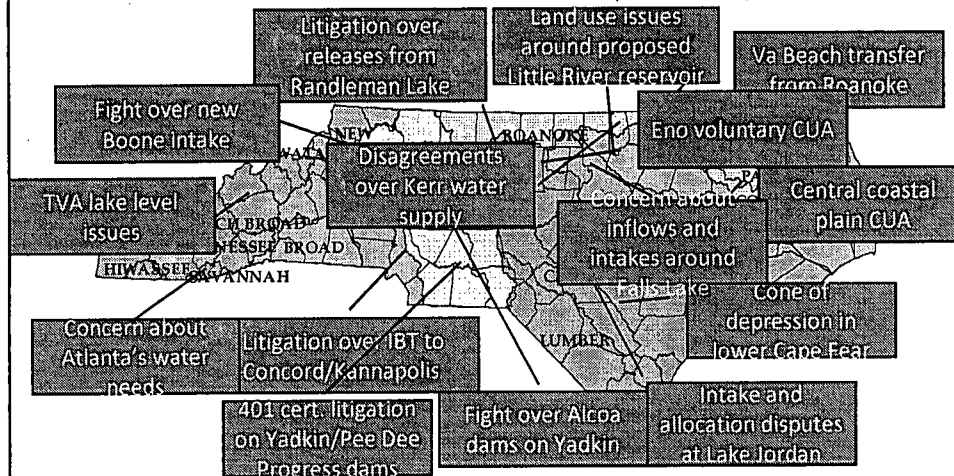 Litigation over
releases from
Randleman Lake
Land use issues
around proposed
Little River reservoir
Va Beach transfer
from Roanoke
Fight over new
Boone intake
Eno voluntary CUA
Disagreements
over Kerr water
supply
TVA lake level
issues
Concern about
inflows and
intakes around
Falls Lake
Central coastal
plain CUA
NEW
WATA
ROANOKE
CH BROAD
NESSEE BROAD
HIWASSEE
SAVANNAH
LUMBER
Cone of
depression in
lower Cape Fear
Concern about
Atlanta's water
needs
Litigation over IBT to
Concord/Kannapolis
401 cert. litigation
on Yadkin/Pee Dee
Progress dams
Fight over Alcoa
dams on Yadkin
Intake and
allocation disputes
at Lake Jordan